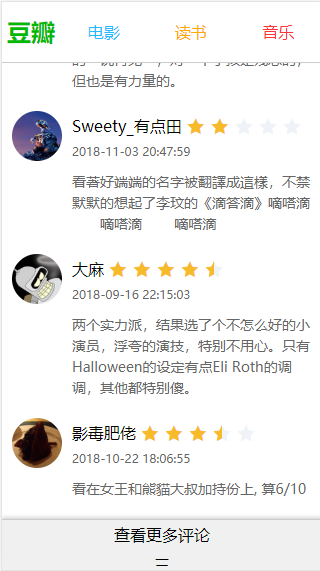 豆瓣 电影 读书 音乐
但也是有力量的。
Sweety_有点田
2018-11-03 20:47:59
看著好端端的名字被翻譯成這樣，不禁
默默的想起了李玟的《滴答滴》嘀嗒滴
嘀嗒滴 嘀嗒滴
大麻
2018-09-16 22:15:03
两个实力派，结果选了个不怎么好的小
演员，浮夸的演技，特别不用心。只有
Halloween的设定有点Eli Roth的调
调，其他都特别傻。
影毒肥佬
2018-10-22 18:06:55
看在女王和熊貓大叔加持份上, 算6/10
查看更多评论